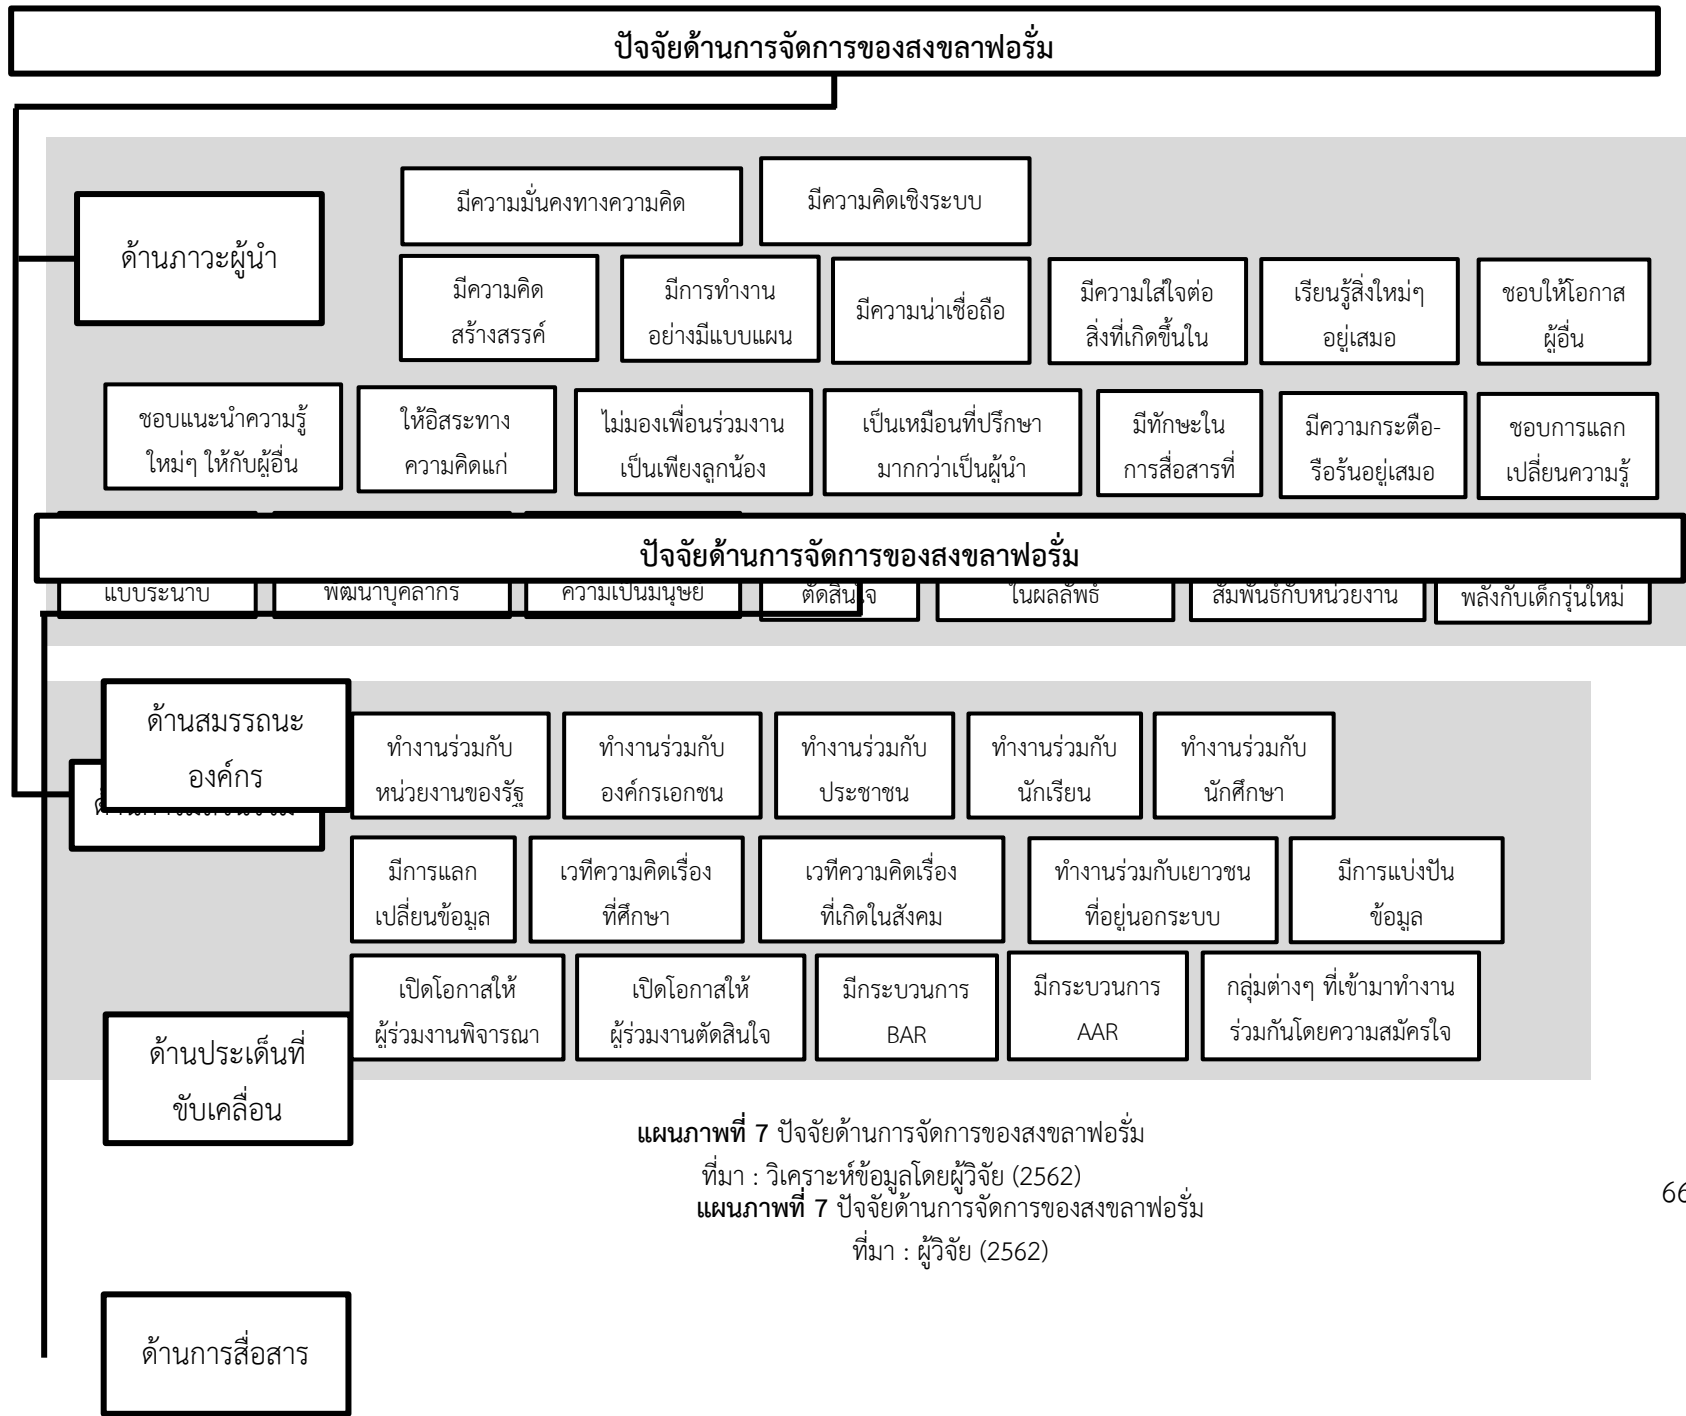 ปัจจัยด้านการจัดการของสงขลาฟอรั่ม
ด้านภาวะผู้นำ
มีความมั่นคงทางความคิด
มีความคิดเชิงระบบ
มีความคิด
สร้างสรรค์
มีการทำงาน
อย่างมีแบบแผน
มีความน่าเชื่อถือ
มีความใส่ใจต่อ
สิ่งที่เกิดขึ้นใน
เรียนรู้สิ่งใหม่ๆ
อยู่เสมอ
ชอบให้โอกาส
ผู้อื่น
ชอบแนะนำความรู้
ใหม่ๆ ให้กับผู้อื่น
ให้อิสระทาง
ความคิดแก่
ไม่มองเพื่อนร่วมงาน
เป็นเพียงลูกน้อง
เป็นเหมือนที่ปรึกษา
มากกว่าเป็นผู้นำ
มีทักษะใน
การสื่อสารที่
มีความกระตือ-
รือร้นอยู่เสมอ
ชอบการแลก
เปลี่ยนความรู้
ปัจจัยด้านการจัดการของสงขลาฟอรั่ม
แบบระนาบ
พัฒนาบุคลากร
ความเป็นมนุษย์
ตัดสินใจ
ในผลลัพธ์
สัมพันธ์กับหน่วยงาน
พลังกับเด็กรุ่นใหม่
ด้านสมรรถนะ
องค์กร
ทำงานร่วมกับ
หน่วยงานของรัฐ
ทำงานร่วมกับ
องค์กรเอกชน
ทำงานร่วมกับ
ประชาชน
ทำงานร่วมกับ
นักเรียน
ทำงานร่วมกับ
นักศึกษา
มีการแลก
เปลี่ยนข้อมูล
เวทีความคิดเรื่อง
ที่ศึกษา
เวทีความคิดเรื่อง
ที่เกิดในสังคม
ทำงานร่วมกับเยาวชน
ที่อยู่นอกระบบ
มีการแบ่งปัน
ข้อมูล
เปิดโอกาสให้
ผู้ร่วมงานพิจารณา
เปิดโอกาสให้
ผู้ร่วมงานตัดสินใจ
มีกระบวนการ
BAR
มีกระบวนการ
AAR
กลุ่มต่างๆ ที่เข้ามาทำงาน
ร่วมกันโดยความสมัครใจ
ด้านประเด็นที่
ขับเคลื่อน
แผนภาพที่ 7 ปัจจัยด้านการจัดการของสงขลาฟอรั่ม
ที่มา : วิเคราะห์ข้อมูลโดยผู้วิจัย (2562)
แผนภาพที่ 7 ปัจจัยด้านการจัดการของสงขลาฟอรั่ม
ที่มา : ผู้วิจัย (2562)
66
ด้านการสื่อสาร